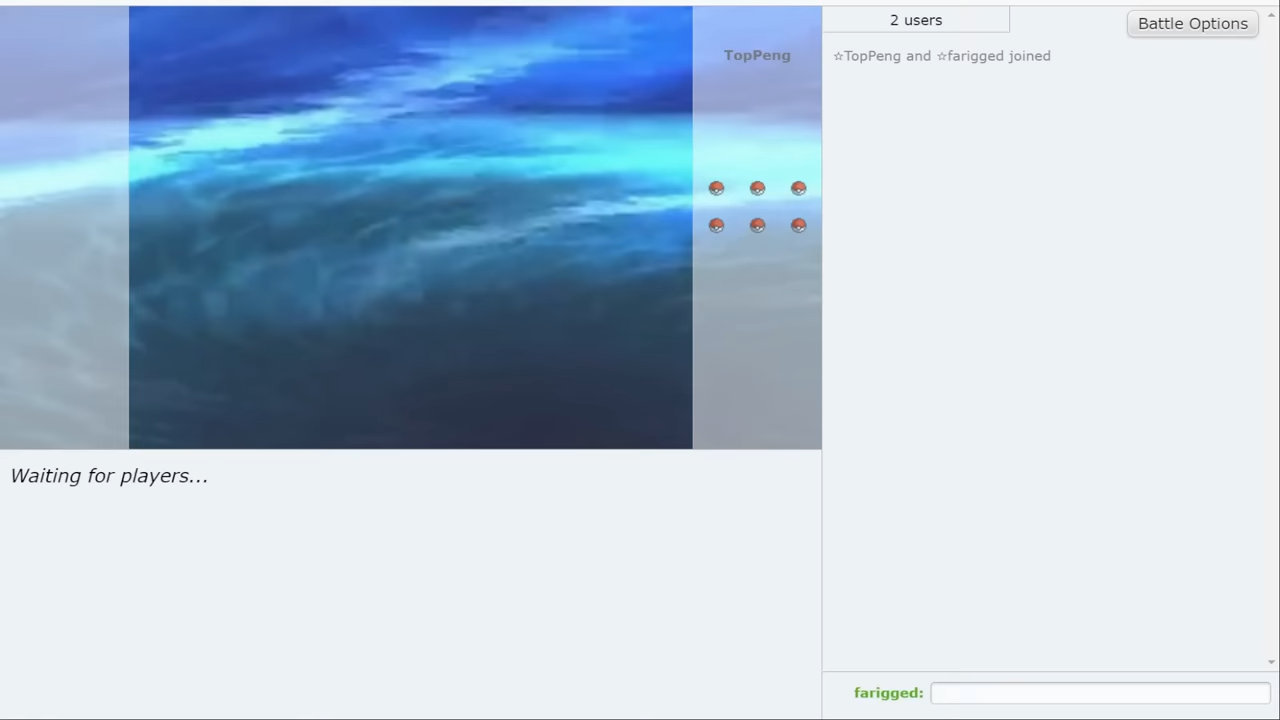 TopPeng
2 users
Battle Options
☆TopPeng and ☆farigged joined
Waiting for players...
farigged: